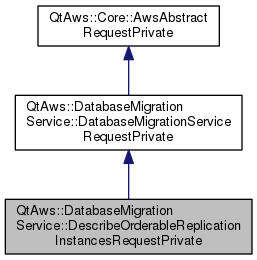 QtAws::Core::AwsAbstract
RequestPrivate
QtAws::DatabaseMigration
Service::DatabaseMigrationService
RequestPrivate
QtAws::DatabaseMigration
Service::DescribeOrderableReplication
InstancesRequestPrivate